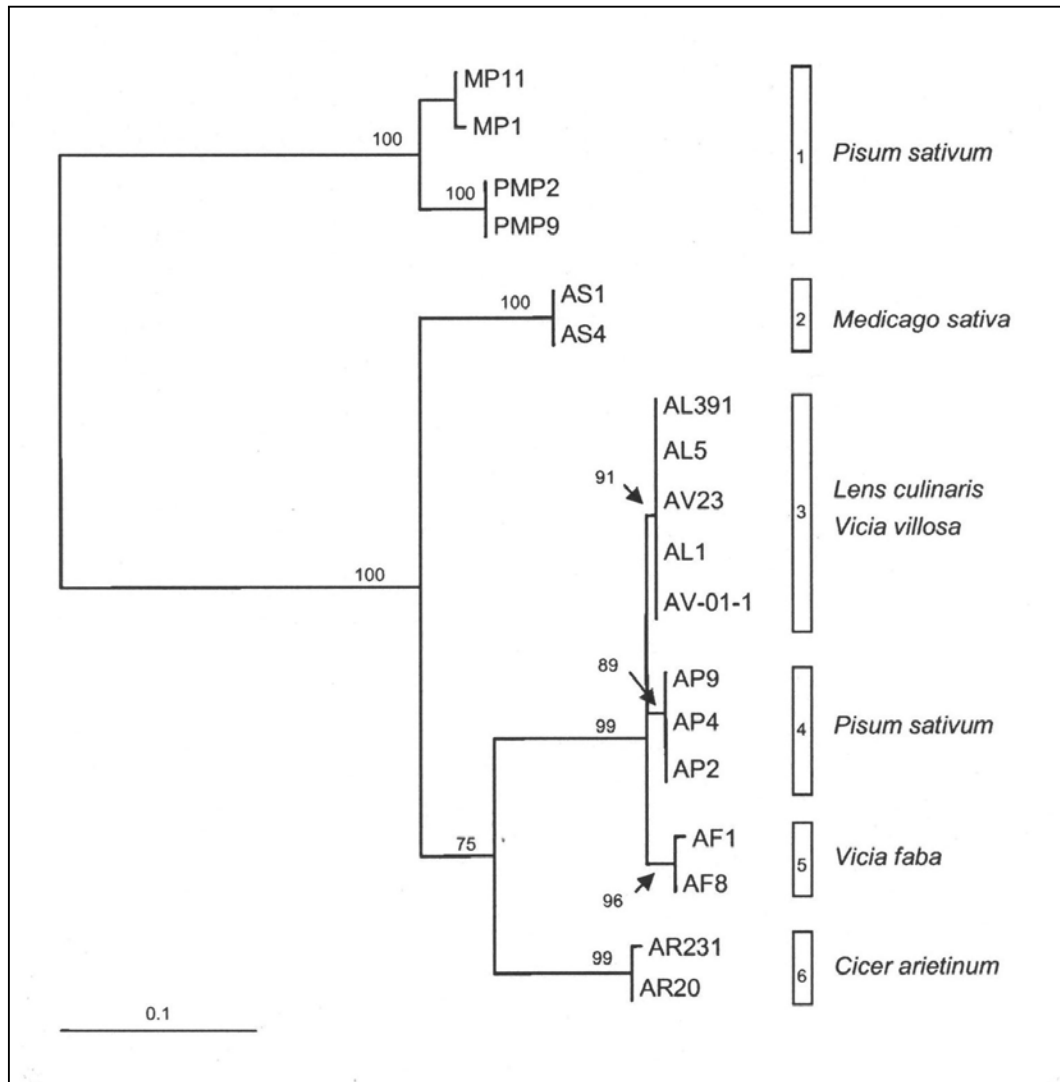 MP11
MP1
100
1
Pisum sativum
100
PMP2
PMP9
100
AS1
AS4
2
Medicago sativa
AL391
AL5
91
AV23
3
Lens culinaris
Vicia villosa
AL1
100
AV-01-1
89
AP9
AP4
4
Pisum sativum
99
AP2
75
AF1
5
Vicia faba
96
AF8
99
AR231
AR20
6
Cicer arietinum
0.1